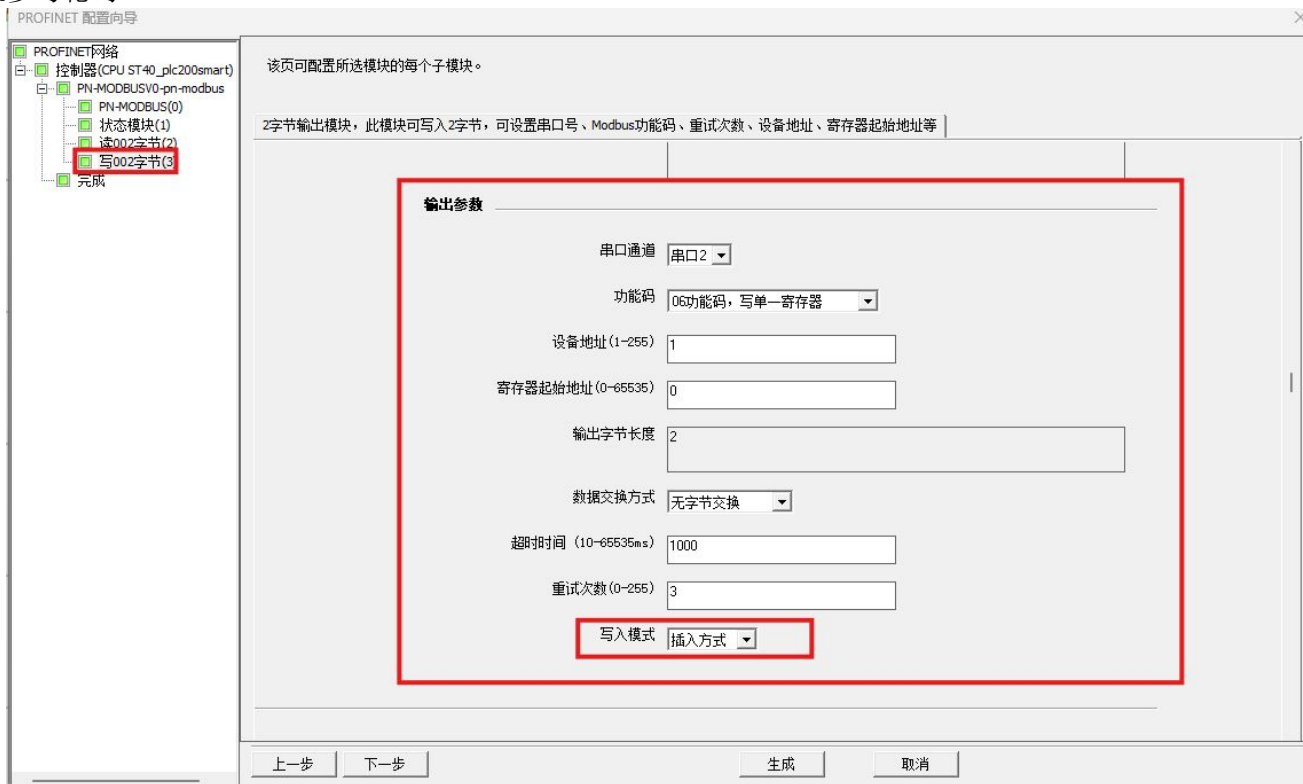 PROFINET 配置向导
PROFINET网络
控制器(CPU ST40_plc200smart)
PN-MODBUSV0-pn-modbus
PN-MODBUS(0)
状态模块(1)
读002字节(2)
写002字节(3)
完成
该页可配置所选模块的每个子模块。
2字节输出模块，此模块可写入2字节，可设置串口号、Modbus功能码、重试次数、设备地址、寄存器起始地址等
输出参数
串口通道 串口2
功能码 06功能码，写单一寄存器
设备地址(1-255) 1
寄存器起始地址(0-65535) 0
输出字节长度 2
数据交换方式 无字节交换
超时时间 (10-65535ms) 1000
重试次数(0-255) 3
写入模式 插入方式
上一步 下一步 生成 取消